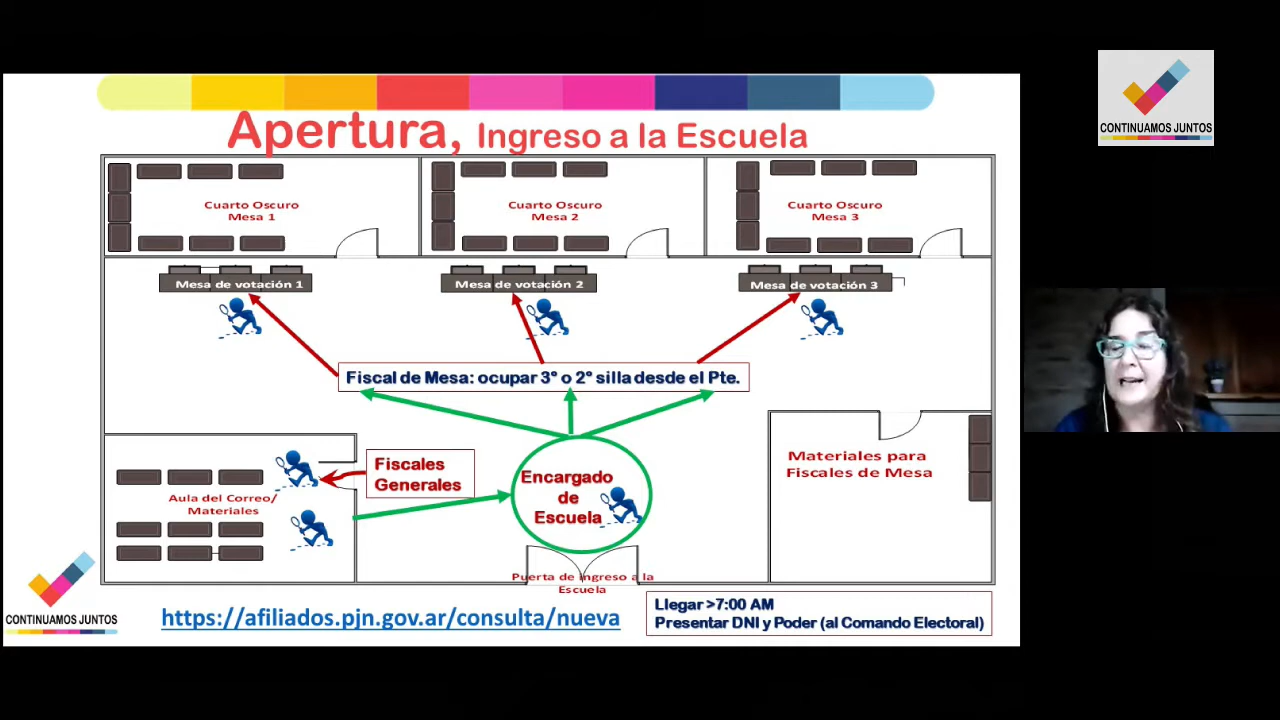 Apertura, Ingreso a la Escuela
CONTINUAMOS JUNTOS
Cuarto Oscuro
Mesa 1
Cuarto Oscuro
Mesa 2
Cuarto Oscuro
Mesa 3
Mesa de votación 1
Mesa de votación 2
Mesa de votación 3
Fiscal de Mesa: ocupar 3° o 2° silla desde el Pte.
Fiscales
Generales
Encargado
de
Escuela
Materiales para
Fiscales de Mesa
Aula del Correo/
Materiales
Puerta de ingreso a la
Escuela
CONTINUAMOS JUNTOS
https://afiliados.pjn.gov.ar/consulta/nueva
Llegar >7:00 AM
Presentar DNI y Poder (al Comando Electoral)